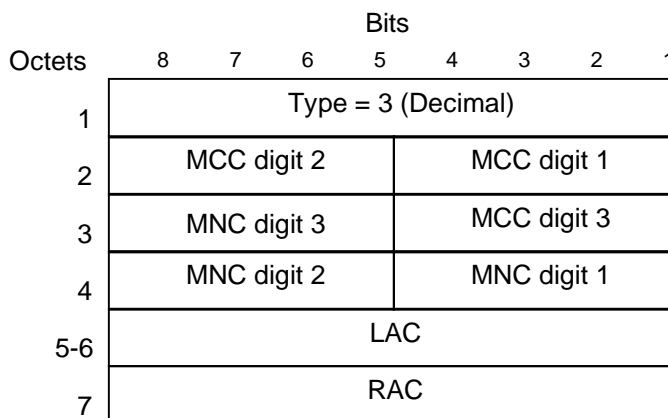 Bits
Octets 8 7 6 5 4 3 2 1
1 Type = 3 (Decimal)
2 MCC digit 2 MCC digit 1
3 MNC digit 3 MCC digit 3
4 MNC digit 2 MNC digit 1
5-6 LAC
7 RAC